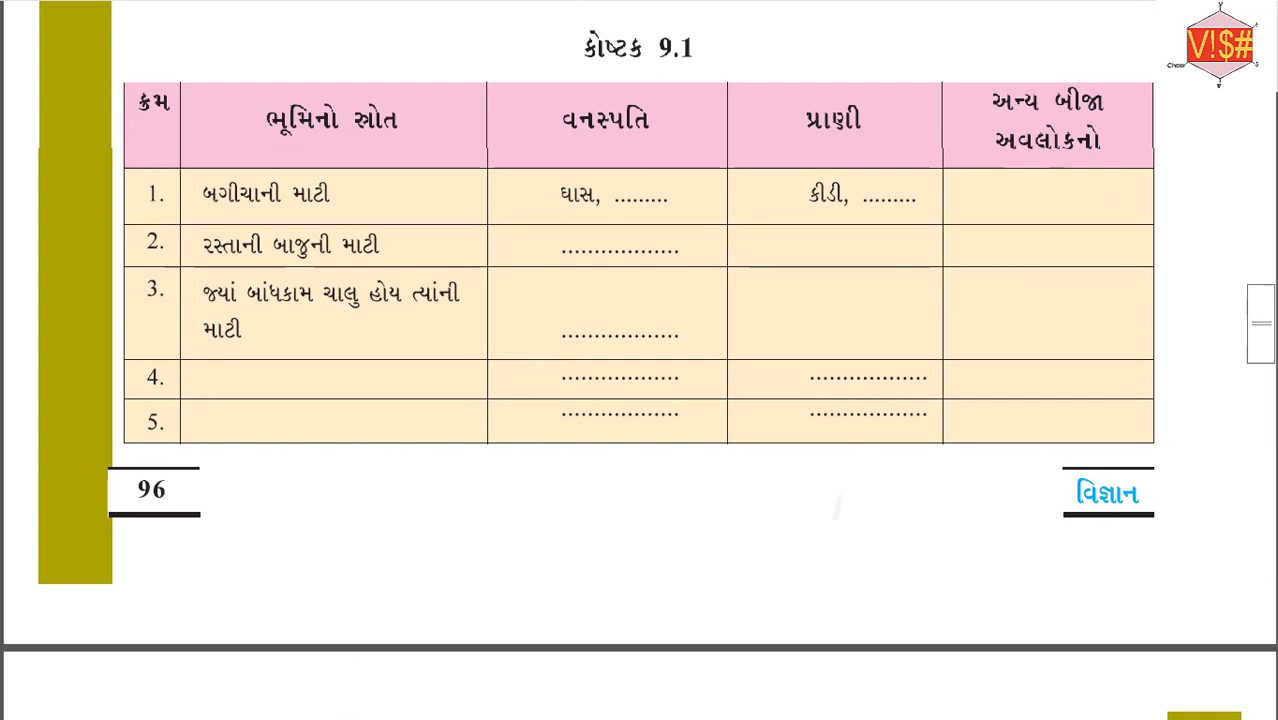 કોષ્ટક 9.1
V!$#
ક્રમ ભૂમિનો સ્રોત વનસ્પતિ પ્રાણી અન્ય બીજા અવલોકનો
1. બગીચાની માટી ઘાસ, ......... કીડી, .........
2. રસ્તાની બાજુની માટી ..................
3. જ્યાં બાંધકામ ચાલુ હોય ત્યાંની
માટી ..................
4. .................. ..................
5. .................. ..................
96
વિજ્ઞાન